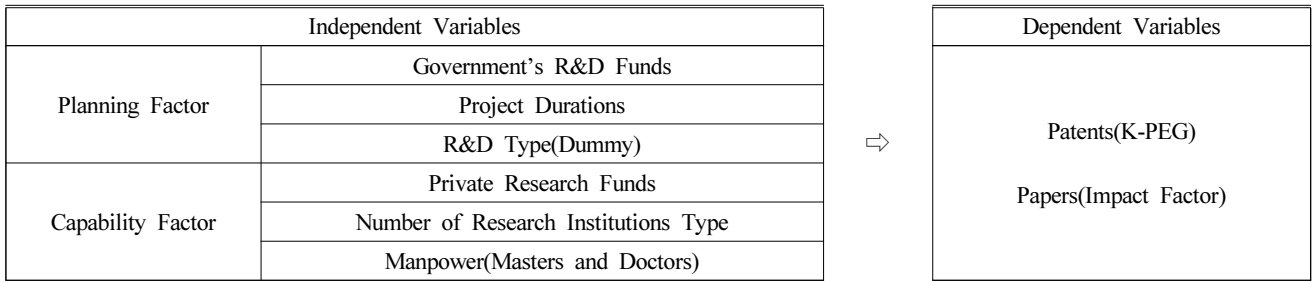 Independent Variables
Planning Factor
Government's R&D Funds
Project Durations
R&D Type(Dummy)
Capability Factor
Private Research Funds
Number of Research Institutions Type
Manpower(Masters and Doctors)
⇨
Dependent Variables
Patents(K-PEG)
Papers(Impact Factor)